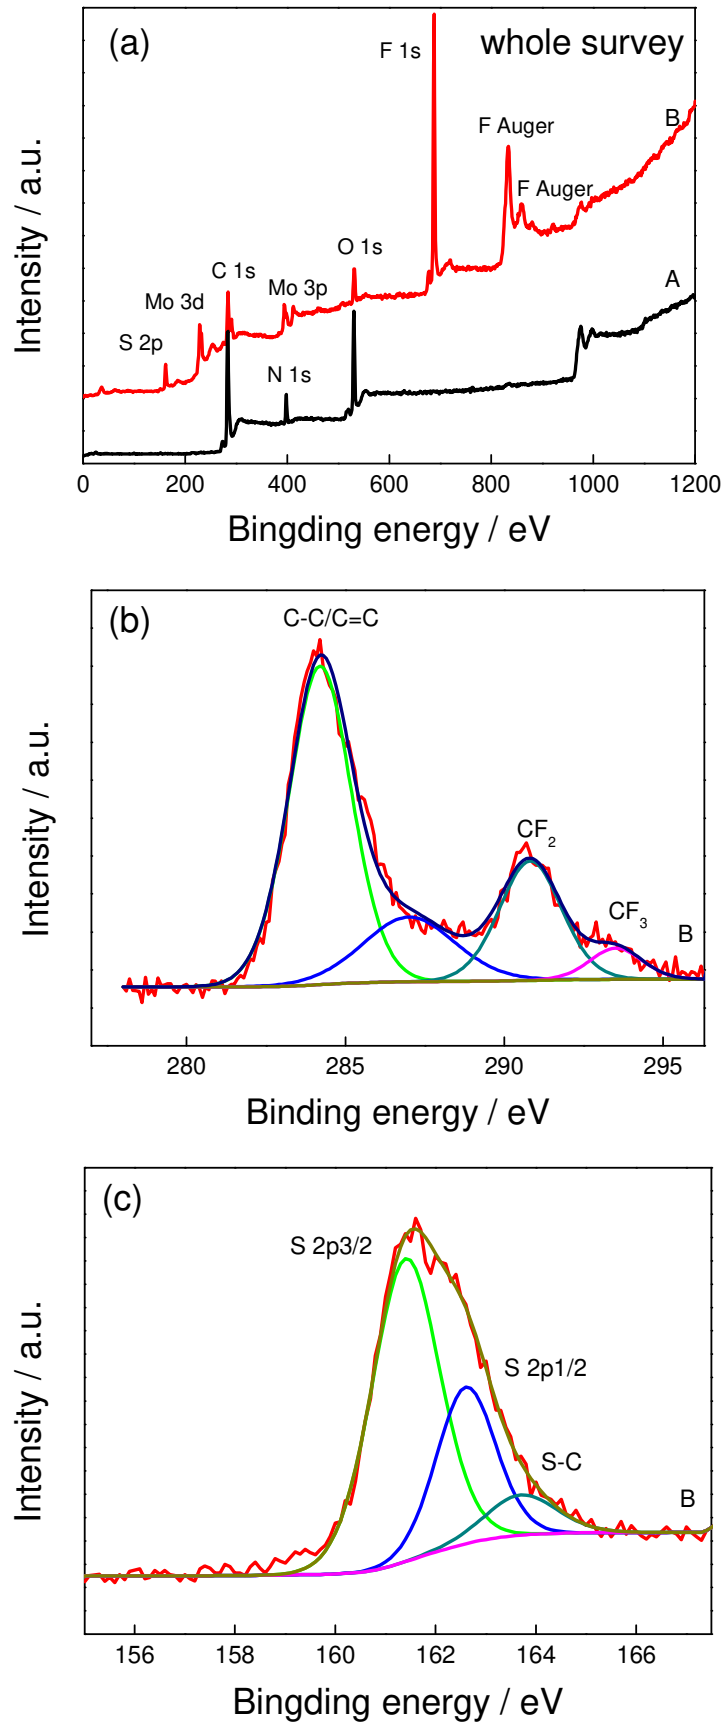 (a)
whole survey
F 1s
B
F Auger
F Auger
O 1s
C 1s
Mo 3p
Mo 3d
S 2p
A
N 1s
Intensity / a.u.
0 200 400 600 800 1000 1200
Bingding energy / eV
(b)
C-C/C=C
CF2
CF3
B
Intensity / a.u.
280 285 290 295
Binding energy / eV
(c)
S 2p3/2
S 2p1/2
S-C
B
Intensity / a.u.
156 158 160 162 164 166
Bingding energy / eV